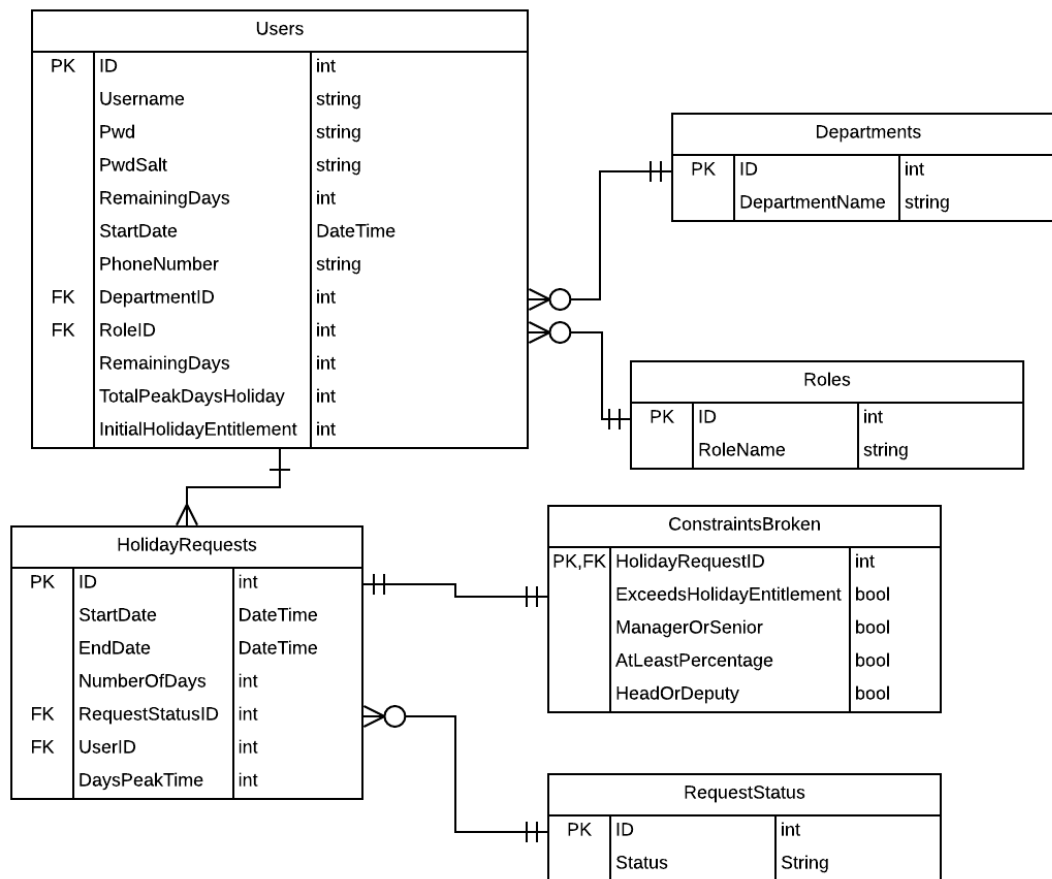 Users
PK ID int
Username string
Pwd string
PwdSalt string
RemainingDays int
StartDate DateTime
PhoneNumber string
FK DepartmentID int
FK RoleID int
RemainingDays int
TotalPeakDaysHoliday int
InitialHolidayEntitlement int
Departments
PK ID int
DepartmentName string
Roles
PK ID int
RoleName string
HolidayRequests
PK ID int
StartDate DateTime
EndDate DateTime
NumberOfDays int
FK RequestStatusID int
FK UserID int
DaysPeakTime int
ConstraintsBroken
PK,FK HolidayRequestID int
ExceedsHolidayEntitlement bool
ManagerOrSenior bool
AtLeastPercentage bool
HeadOrDeputy bool
RequestStatus
PK ID int
Status String